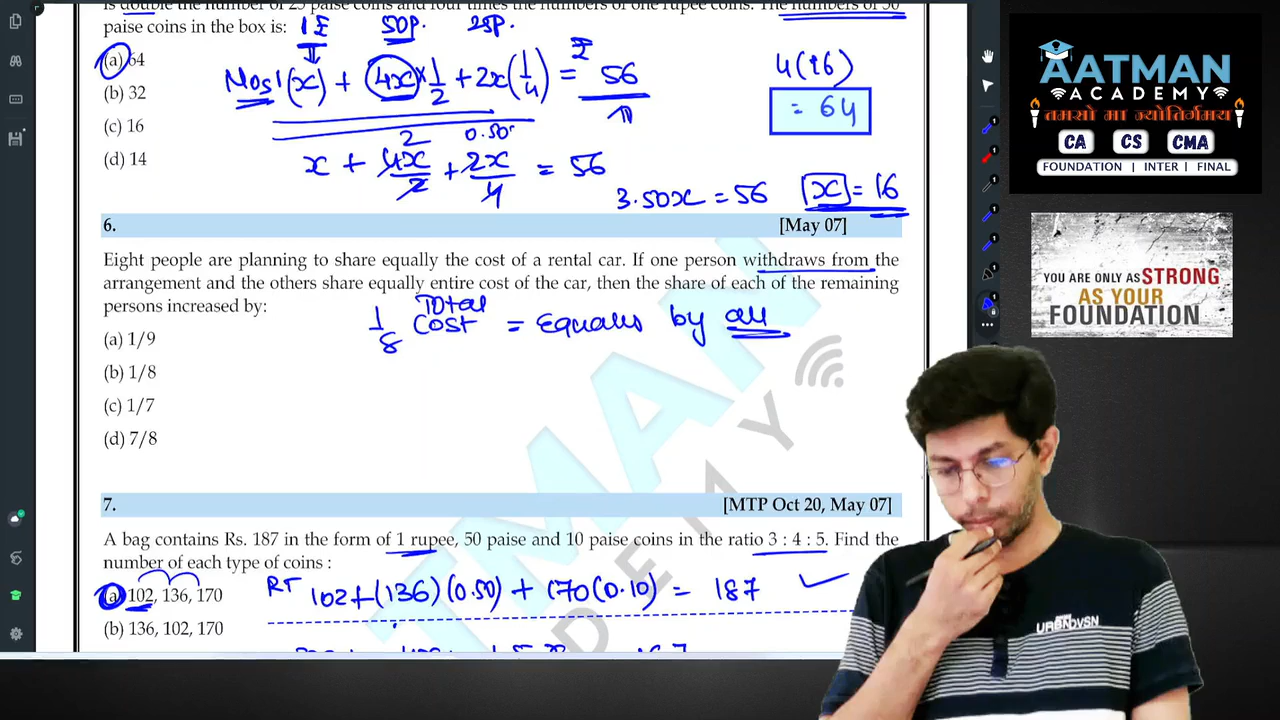 is double the number of 25 paise coins and four times the numbers of one rupee coins. The numbers of 50
paise coins in the box is:
1₹ 50p. 25p.
(a) 64
(b) 32
(c) 16
(d) 14
1(x) + 4x × 1/2 + 2x(1/4) = ₹ 56
2 0.50
x + 4x/2 + 2x/4 = 56
4(16)
= 64
3.50x = 56 x = 16
6. [May 07]
Eight people are planning to share equally the cost of a rental car. If one person withdraws from the
arrangement and the others share equally entire cost of the car, then the share of each of the remaining
persons increased by:
1/8 Total Cost = Equals by all
(a) 1/9
(b) 1/8
(c) 1/7
(d) 7/8
7. [MTP Oct 20, May 07]
A bag contains Rs. 187 in the form of 1 rupee, 50 paise and 10 paise coins in the ratio 3 : 4 : 5. Find the
number of each type of coins :
(a) 102, 136, 170
RT 102 + (136)(0.50) + 170(0.10) = 187
(b) 136, 102, 170
AATMAN
ACADEMY
तमसो मा ज्योतिर्गमय
CA CS CMA
FOUNDATION | INTER | FINAL
YOU ARE ONLY AS STRONG
AS YOUR
FOUNDATION